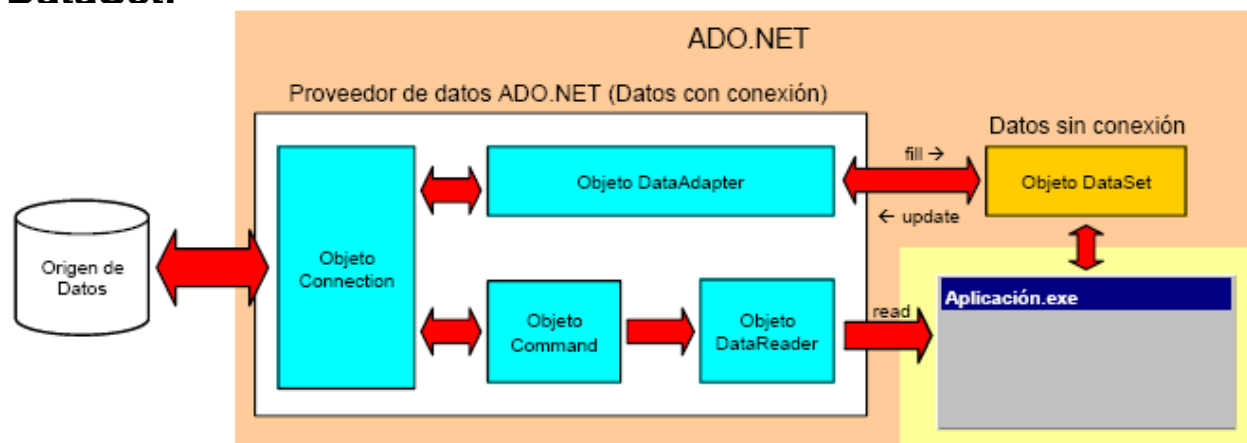 DataSet.
ADO.NET
Proveedor de datos ADO.NET (Datos con conexión)
Datos sin conexión
fill →
Objeto DataAdapter
Objeto DataSet
← update
Origen de
Datos
Objeto
Connection
Objeto
Command
Objeto
DataReader
read
Aplicación.exe